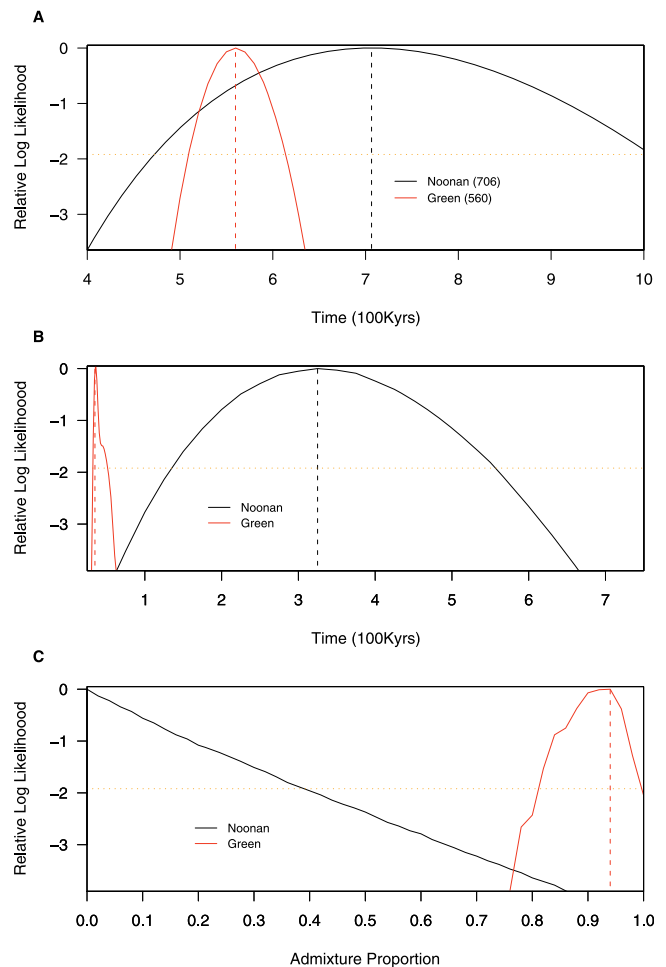 A
Relative Log Likelihood
0
−1
−2
−3
Noonan (706)
Green (560)
4 5 6 7 8 9 10
Time (100Kyrs)
B
Relative Log Likelihoood
0
−1
−2
−3
Noonan
Green
1 2 3 4 5 6 7
Time (100Kyrs)
C
Relative Log Likelihoood
0
−1
−2
−3
Noonan
Green
0.0 0.1 0.2 0.3 0.4 0.5 0.6 0.7 0.8 0.9 1.0
Admixture Proportion